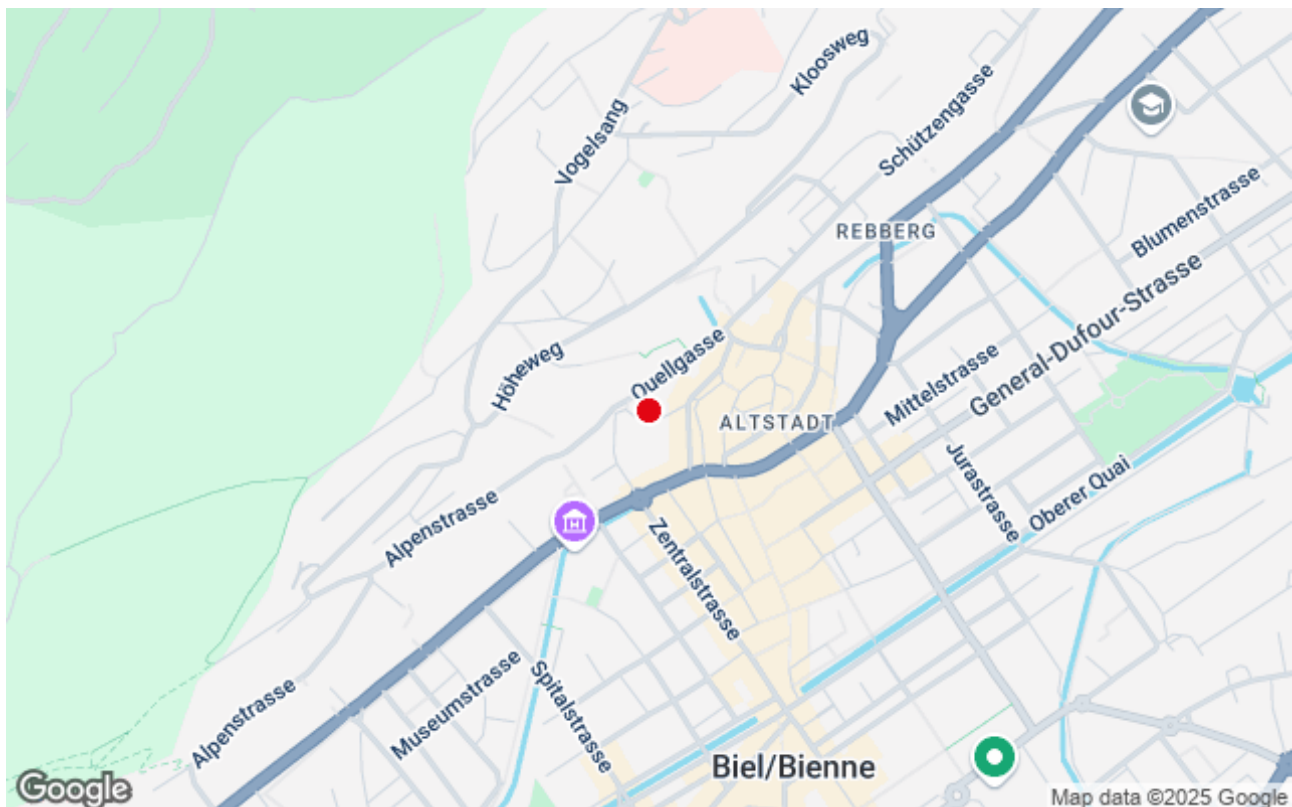 Kloosweg
Schützengasse
Vogelsang
Blumenstrasse
REBBERG
General-Dufour-Strasse
Quellgasse
Höheweg
Mittelstrasse
ALTSTADT
Jurastrasse
Oberer Quai
Alpenstrasse
Zentralstrasse
Museumstrasse
Spitalstrasse
Alpenstrasse
Biel/Bienne
Google
Map data ©2025 Google